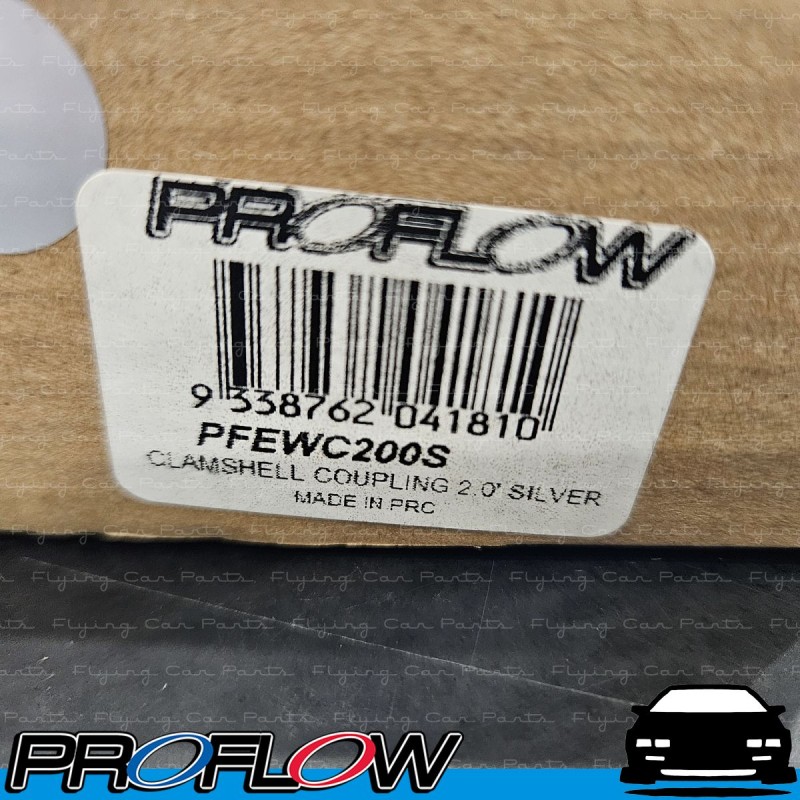 PROFLOW
9 338762 041810
PFEWC200S
CLAMSHELL COUPLING 2.0' SILVER
MADE IN PRC
Flying Car Parts
PROFLOW